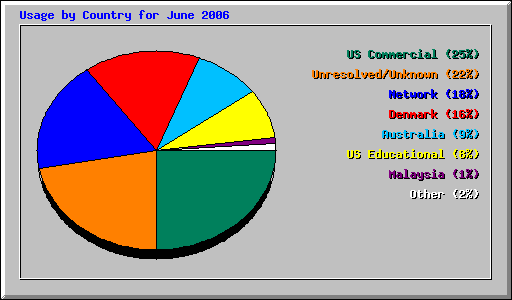 Usage by Country for June 2006
US Commercial (25%)
Unresolved/Unknown (22%)
Network (18%)
Denmark (16%)
Australia (9%)
US Educational (8%)
Malaysia (1%)
Other (2%)